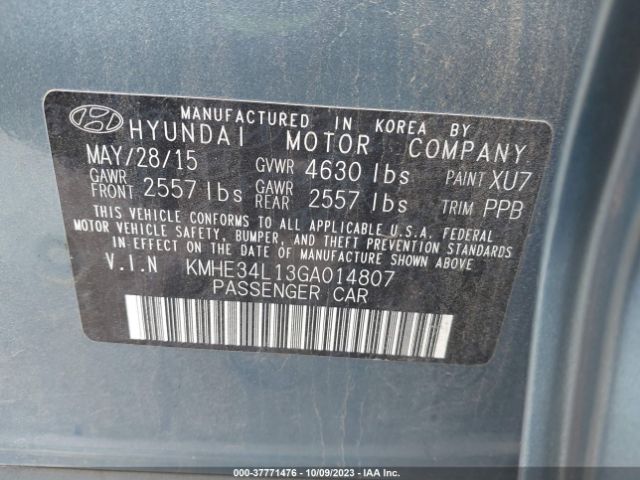 MANUFACTURED IN KOREA BY
HYUNDAI MOTOR COMPANY
MAY/28/15 GVWR 4630 lbs PAINT XU7
GAWR FRONT 2557 lbs GAWR REAR 2557 lbs TRIM PPB
THIS VEHICLE CONFORMS TO ALL APPLICABLE U.S.A. FEDERAL
MOTOR VEHICLE SAFETY, BUMPER, AND THEFT PREVENTION STANDARDS
IN EFFECT ON THE DATE OF MANUFACTURE SHOWN ABOVE
V.I.N KMHE34L13GA014807
PASSENGER CAR
000-37771476 | 10/09/2023 | IAA